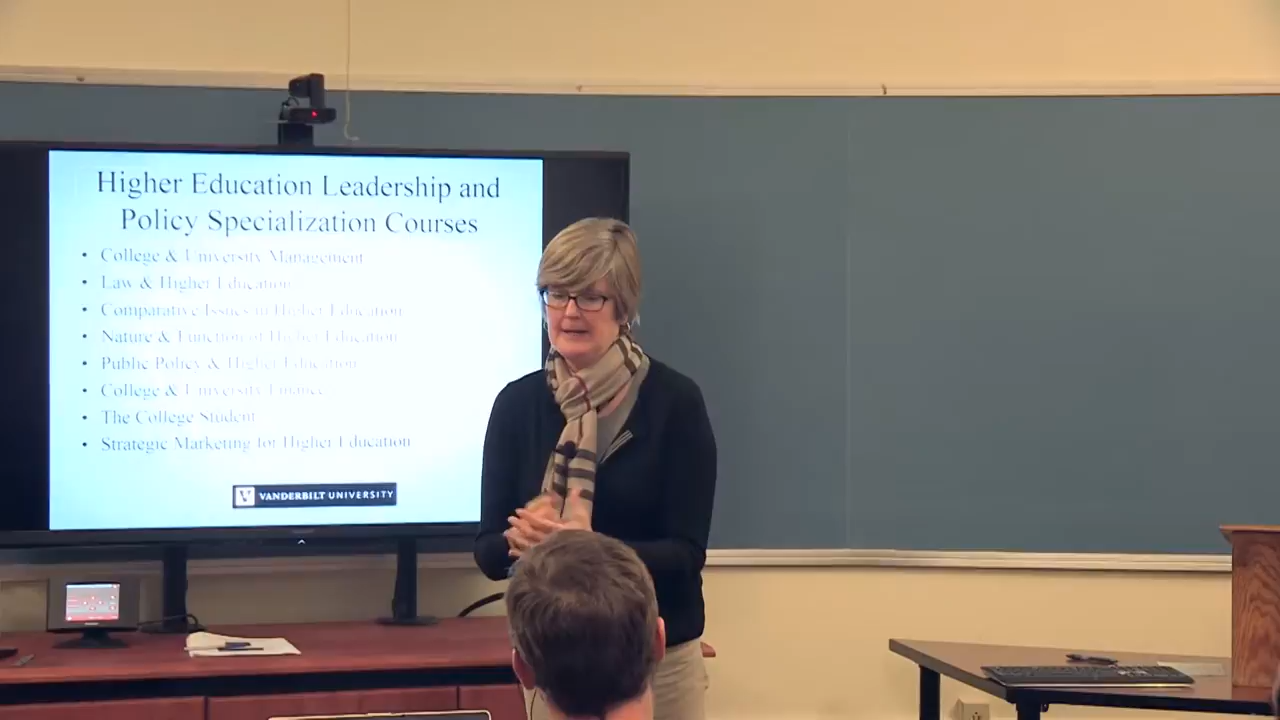 Higher Education Leadership and
Policy Specialization Courses
• College & University Management
• Law & Higher Education
• Comparative Issues in Higher Education
• Nature & Function of Higher Education
• Public Policy & Higher Education
• College & University Finance
• The College Student
• Strategic Marketing for Higher Education
V VANDERBILT UNIVERSITY